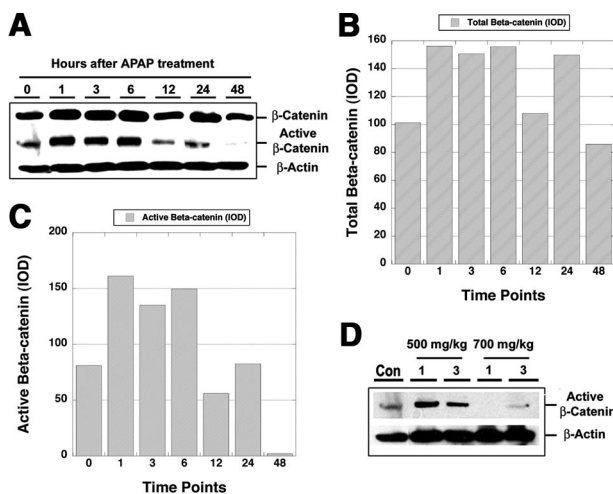 A
Hours after APAP treatment
0 1 3 6 12 24 48
β-Catenin
Active
β-Catenin
β-Actin
B
Total Beta-catenin (IOD)
Total Beta-catenin (IOD)
160
140
120
100
80
60
40
20
0
0 1 3 6 12 24 48
Time Points
C
Active Beta-catenin (IOD)
Active Beta-catenin (IOD)
200
150
100
50
0
0 1 3 6 12 24 48
Time Points
D
500 mg/kg 700 mg/kg
Con 1 3 1 3
Active
β-Catenin
β-Actin